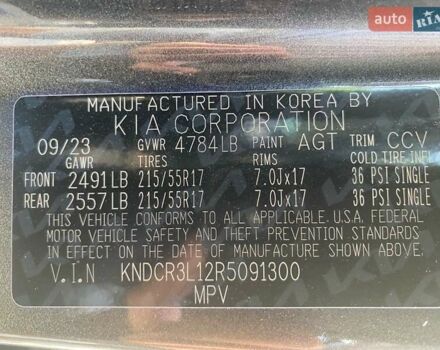 auto RIA
MANUFACTURED IN KOREA BY
KIA CORPORATION
09/23 GVWR 4784LB PAINT AGT TRIM CCV
GAWR TIRES RIMS COLD TIRE INFL
FRONT 2491LB 215/55R17 7.0Jx17 36 PSI SINGLE
REAR 2557LB 215/55R17 7.0Jx17 36 PSI SINGLE
THIS VEHICLE CONFORMS TO ALL APPLICABLE U.S.A. FEDERAL
MOTOR VEHICLE SAFETY AND THEFT PREVENTION STANDARDS
IN EFFECT ON THE DATE OF MANUFACTURE SHOWN ABOVE.
V.I.N KNDCR3L12R5091300
MPV